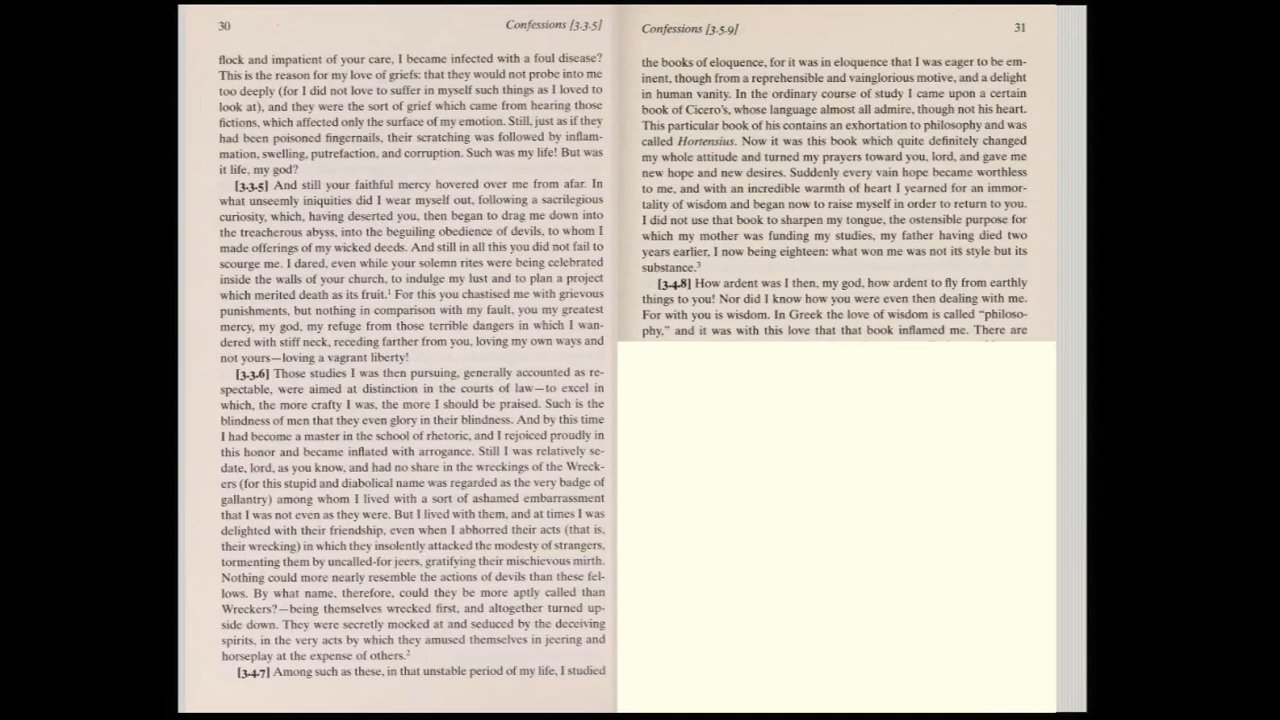 30
Confessions [3.3.5]
flock and impatient of your care, I became infected with a foul disease?
This is the reason for my love of griefs: that they would not probe into me
too deeply (for I did not love to suffer in myself such things as I loved to
look at), and they were the sort of grief which came from hearing those
fictions, which affected only the surface of my emotion. Still, just as if they
had been poisoned fingernails, their scratching was followed by inflam-
mation, swelling, putrefaction, and corruption. Such was my life! But was
it life, my god?
[3.3.5] And still your faithful mercy hovered over me from afar. In
what unseemly iniquities did I wear myself out, following a sacrilegious
curiosity, which, having deserted you, then began to drag me down into
the treacherous abyss, into the beguiling obedience of devils, to whom I
made offerings of my wicked deeds. And still in all this you did not fail to
scourge me. I dared, even while your solemn rites were being celebrated
inside the walls of your church, to indulge my lust and to plan a project
which merited death as its fruit.¹ For this you chastised me with grievous
punishments, but nothing in comparison with my fault, you my greatest
mercy, my god, my refuge from those terrible dangers in which I wan-
dered with stiff neck, receding farther from you, loving my own ways and
not yours—loving a vagrant liberty!
[3.3.6] Those studies I was then pursuing, generally accounted as re-
spectable, were aimed at distinction in the courts of law—to excel in
which, the more crafty I was, the more I should be praised. Such is the
blindness of men that they even glory in their blindness. And by this time
I had become a master in the school of rhetoric, and I rejoiced proudly in
this honor and became inflated with arrogance. Still I was relatively se-
date, lord, as you know, and had no share in the wreckings of the Wreck-
ers (for this stupid and diabolical name was regarded as the very badge of
gallantry) among whom I lived with a sort of ashamed embarrassment
that I was not even as they were. But I lived with them, and at times I was
delighted with their friendship, even when I abhorred their acts (that is,
their wrecking) in which they insolently attacked the modesty of strangers,
tormenting them by uncalled-for jeers, gratifying their mischievous mirth.
Nothing could more nearly resemble the actions of devils than these fel-
lows. By what name, therefore, could they be more aptly called than
Wreckers?—being themselves wrecked first, and altogether turned up-
side down. They were secretly mocked at and seduced by the deceiving
spirits, in the very acts by which they amused themselves in jeering and
horseplay at the expense of others.²
[3.4.7] Among such as these, in that unstable period of my life, I studied
Confessions [3.5.9]
31
the books of eloquence, for it was in eloquence that I was eager to be em-
inent, though from a reprehensible and vainglorious motive, and a delight
in human vanity. In the ordinary course of study I came upon a certain
book of Cicero's, whose language almost all admire, though not his heart.
This particular book of his contains an exhortation to philosophy and was
called Hortensius. Now it was this book which quite definitely changed
my whole attitude and turned my prayers toward you, lord, and gave me
new hope and new desires. Suddenly every vain hope became worthless
to me, and with an incredible warmth of heart I yearned for an immor-
tality of wisdom and began now to raise myself in order to return to you.
I did not use that book to sharpen my tongue, the ostensible purpose for
which my mother was funding my studies, my father having died two
years earlier, I now being eighteen: what won me was not its style but its
substance.³
[3.4.8] How ardent was I then, my god, how ardent to fly from earthly
things to you! Nor did I know how you were even then dealing with me.
For with you is wisdom. In Greek the love of wisdom is called “philoso-
phy,” and it was with this love that that book inflamed me. There are